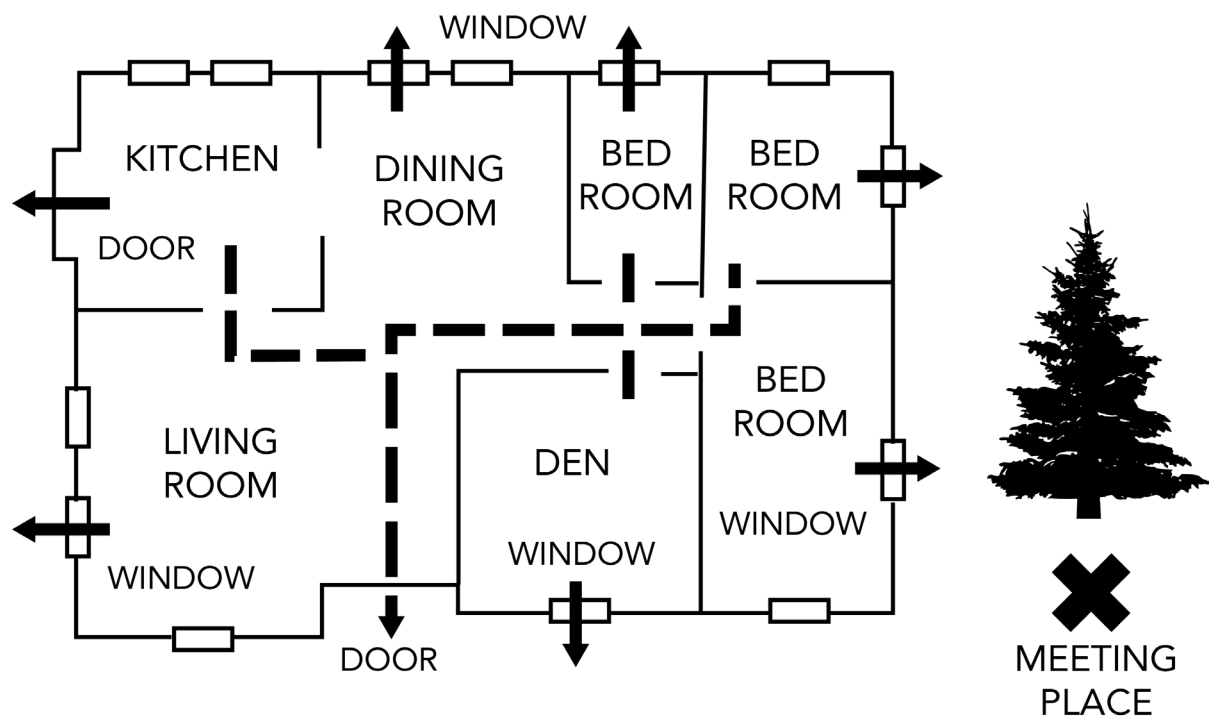 WINDOW
KITCHEN
DINING
ROOM
BED
ROOM
BED
ROOM
DOOR
BED
ROOM
LIVING
ROOM
DEN
WINDOW
WINDOW
WINDOW
DOOR
MEETING
PLACE